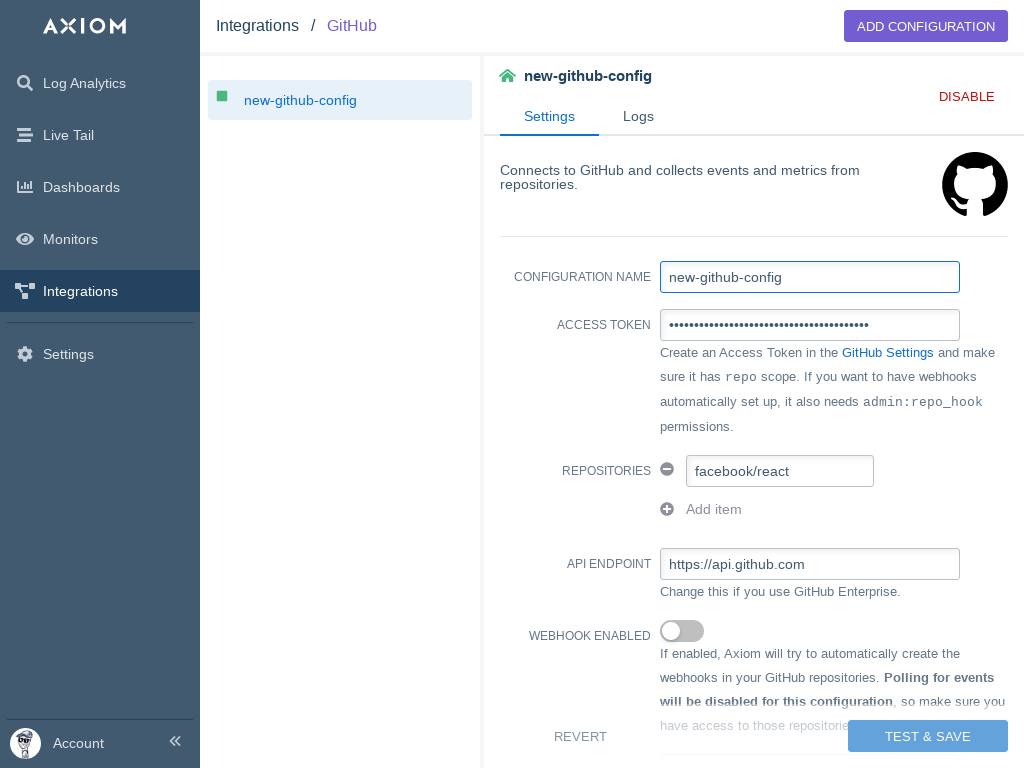 AXIOM
Log Analytics
Live Tail
Dashboards
Monitors
Integrations
Settings
Account
Integrations / GitHub
ADD CONFIGURATION
new-github-config
new-github-config
DISABLE
Settings
Logs
Connects to GitHub and collects events and metrics from
repositories.
CONFIGURATION NAME
new-github-config
ACCESS TOKEN
••••••••••••••••••••••••••••••••••••••••
Create an Access Token in the GitHub Settings and make
sure it has repo scope. If you want to have webhooks
automatically set up, it also needs admin:repo_hook
permissions.
REPOSITORIES
facebook/react
Add item
API ENDPOINT
https://api.github.com
Change this if you use GitHub Enterprise.
WEBHOOK ENABLED
If enabled, Axiom will try to automatically create the
webhooks in your GitHub repositories. Polling for events
will be disabled for this configuration, so make sure you
have access to those repositorie
REVERT
TEST & SAVE